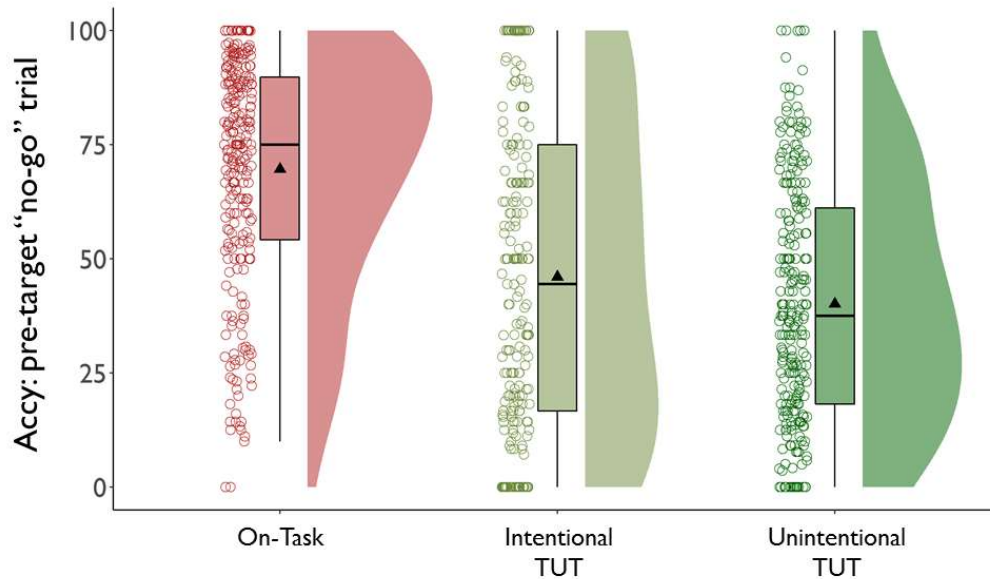 Accy: pre-target “no-go” trial
100
75
50
25
0
On-Task
Intentional
TUT
Unintentional
TUT